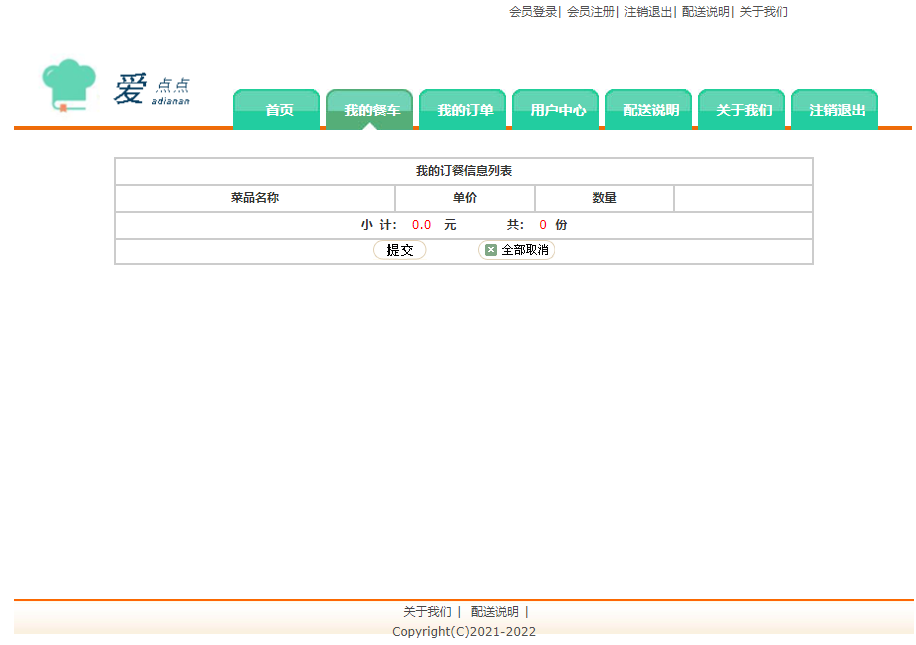 会员登录| 会员注册| 注销退出| 配送说明| 关于我们
爱 点点
adianan
首页 我的餐车 我的订单 用户中心 配送说明 关于我们 注销退出
我的订餐信息列表
菜品名称 单价 数量
小 计: 0.0 元 共: 0 份
提交 全部取消
关于我们 | 配送说明 |
Copyright(C)2021-2022